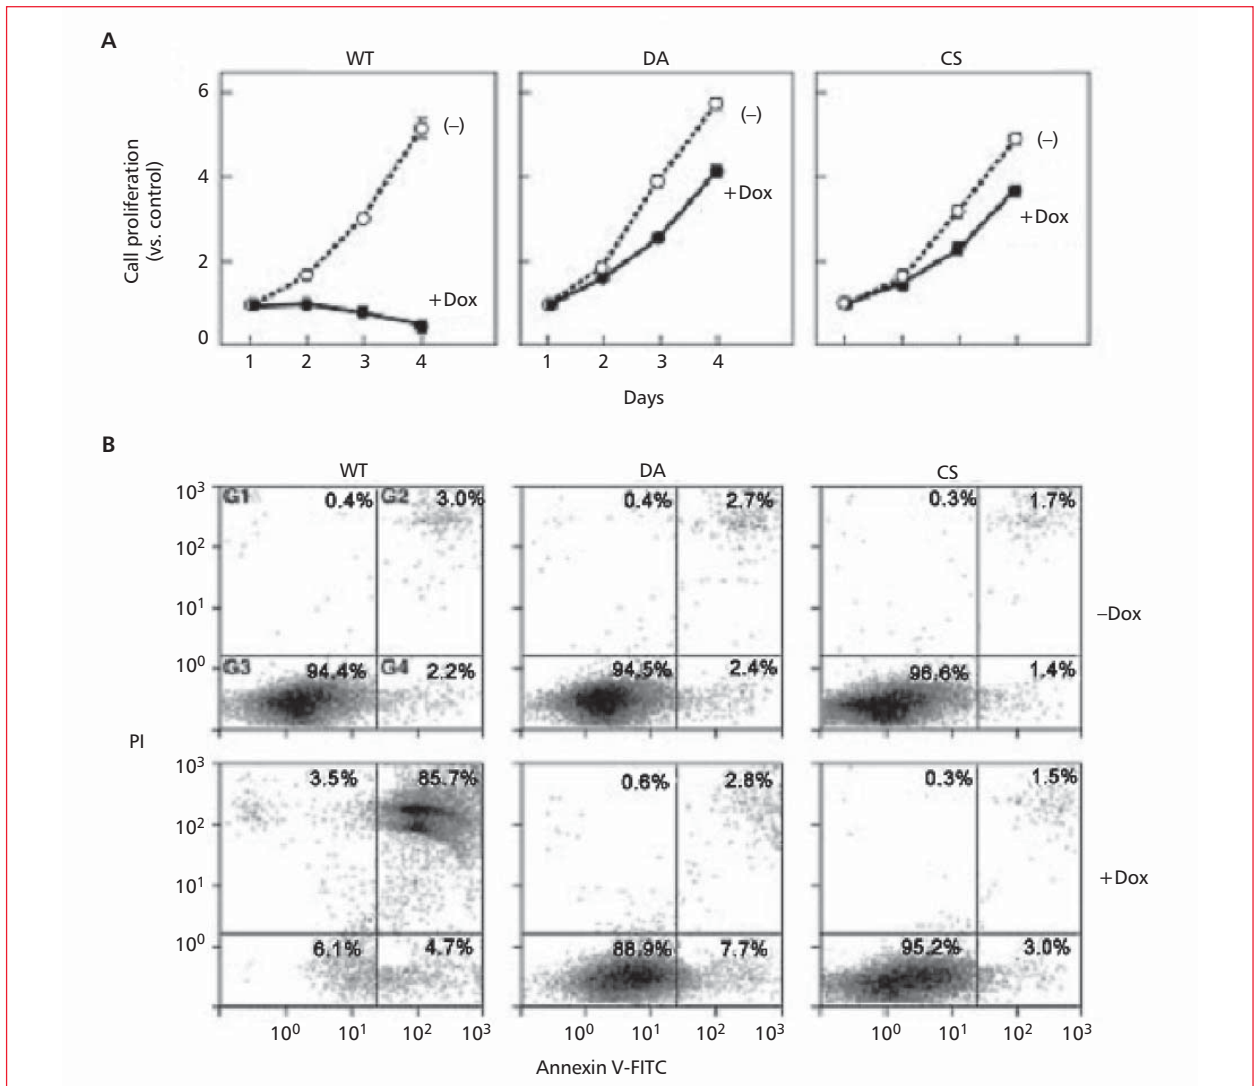 A
WT DA CS
6
4
2
0
Call proliferation
(vs. control)
(–) (–) (–)
+Dox +Dox +Dox
1 2 3 4 1 2 3 4
Days
B
WT DA CS
10³
10²
10¹
10⁰
G1 0.4% G2 3.0% 0.4% 2.7% 0.3% 1.7%
–Dox
G3 94.4% G4 2.2% 94.5% 2.4% 96.6% 1.4%
PI
10³
10²
10¹
10⁰
3.5% 85.7% 0.6% 2.8% 0.3% 1.5%
+Dox
6.1% 4.7% 88.9% 7.7% 95.2% 3.0%
10⁰ 10¹ 10² 10³ 10⁰ 10¹ 10² 10³ 10⁰ 10¹ 10² 10³
Annexin V-FITC